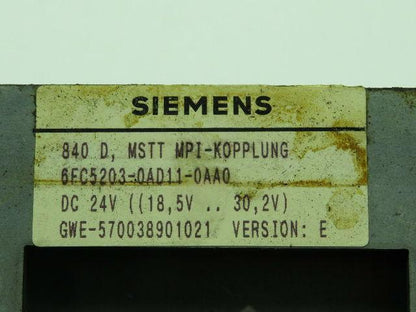 SIEMENS
840 D, MSTT MPI-KOPPLUNG
6FC5203-0AD11-0AA0
DC 24V ((18,5V .. 30,2V)
GWE-570038901021 VERSION: E